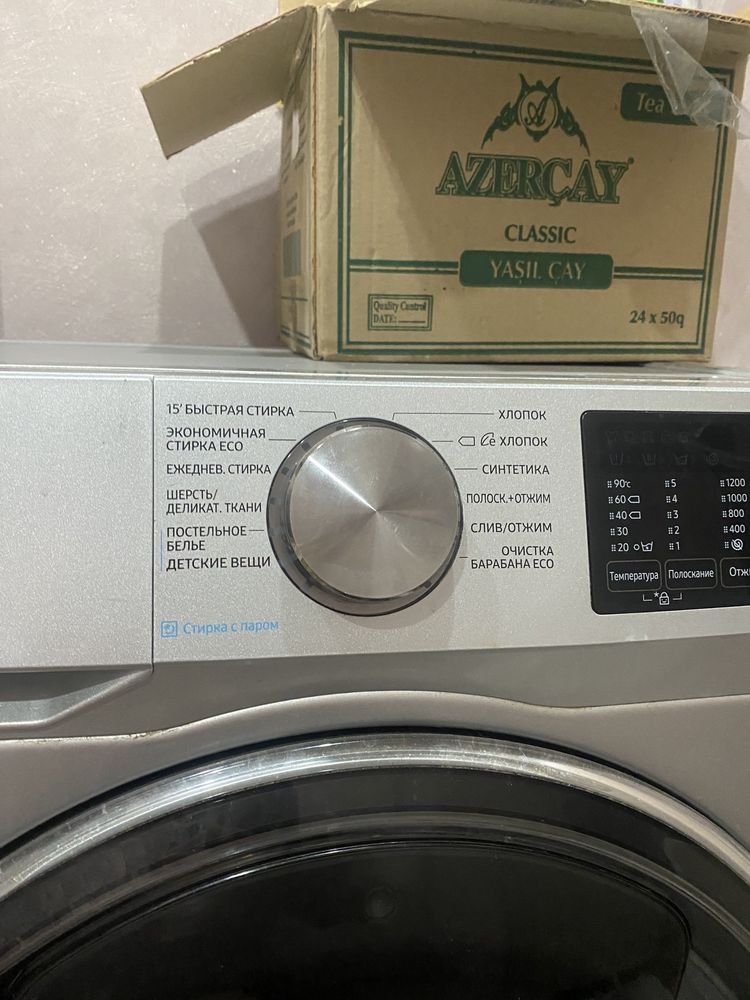 Tea
AZERÇAY
CLASSIC
YAŞIL ÇAY
Quality Control
DATE:
24 x 50q
15' БЫСТРАЯ СТИРКА
ЭКОНОМИЧНАЯ
СТИРКА ECO
ЕЖЕДНЕВ. СТИРКА
ШЕРСТЬ/
ДЕЛИКАТ. ТКАНИ
ПОСТЕЛЬНОЕ
БЕЛЬЕ
ДЕТСКИЕ ВЕЩИ
Стирка с паром
ХЛОПОК
e ХЛОПОК
СИНТЕТИКА
ПОЛОСК.+ОТЖИМ
СЛИВ/ОТЖИМ
ОЧИСТКА
БАРАБАНА ECO
90°c 5 1200
60 4 1000
40 3 800
30 2 400
20 1
Температура Полоскание